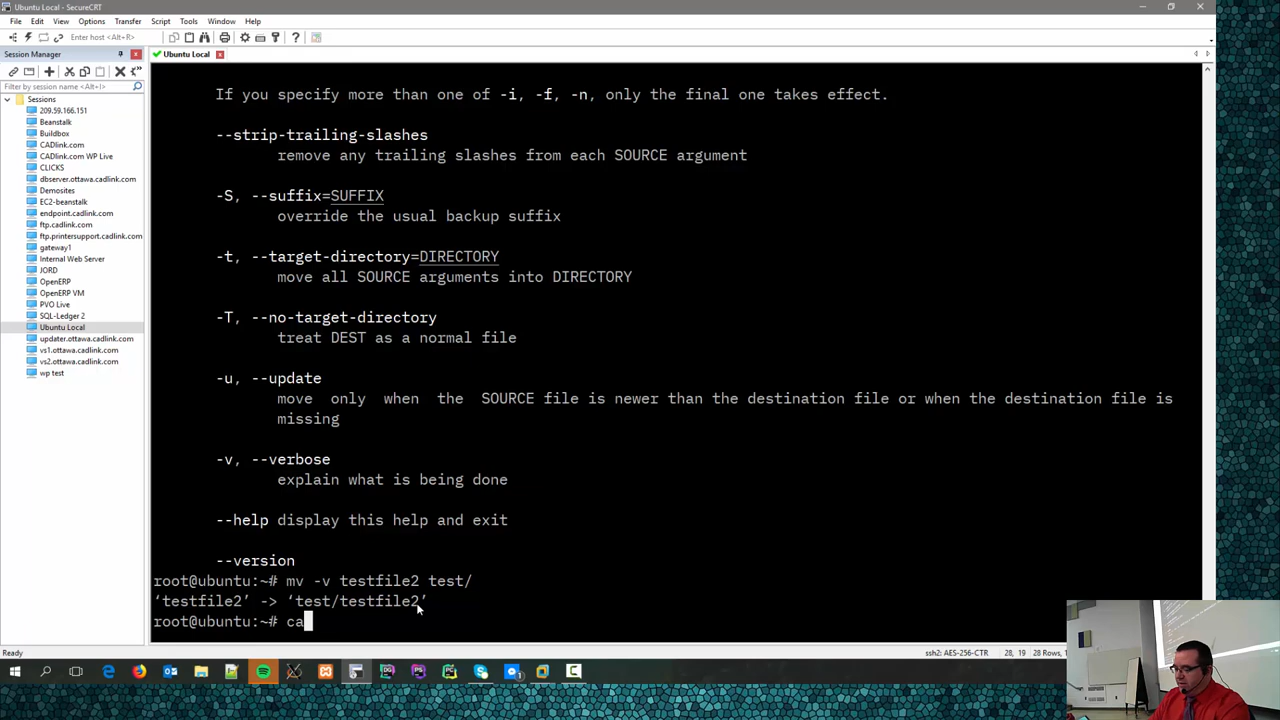 Ubuntu Local - SecureCRT
File Edit View Options Transfer Script Tools Window Help
Enter host <Alt+R>
Session Manager
Ubuntu Local
Filter by session name <Alt+I>
Sessions
209.59.166.151
Beanstalk
Buildbox
CADlink.com
CADlink.com WP Live
CLICKS
dbserver.ottawa.cadlink.com
Demosites
EC2-beanstalk
endpoint.cadlink.com
ftp.cadlink.com
ftp.printersupport.cadlink.com
gateway1
Internal Web Server
JORD
OpenERP
OpenERP VM
PVO Live
SQL-Ledger 2
Ubuntu Local
updater.ottawa.cadlink.com
vs1.ottawa.cadlink.com
vs2.ottawa.cadlink.com
wp test
If you specify more than one of -i, -f, -n, only the final one takes effect.
--strip-trailing-slashes
remove any trailing slashes from each SOURCE argument
-S, --suffix=SUFFIX
override the usual backup suffix
-t, --target-directory=DIRECTORY
move all SOURCE arguments into DIRECTORY
-T, --no-target-directory
treat DEST as a normal file
-u, --update
move only when the SOURCE file is newer than the destination file or when the destination file is
missing
-v, --verbose
explain what is being done
--help display this help and exit
--version
root@ubuntu:~# mv -v testfile2 test/
‘testfile2’ -> ‘test/testfile2’
root@ubuntu:~# ca
Ready
ssh2: AES-256-CTR 28, 19 28 Rows,